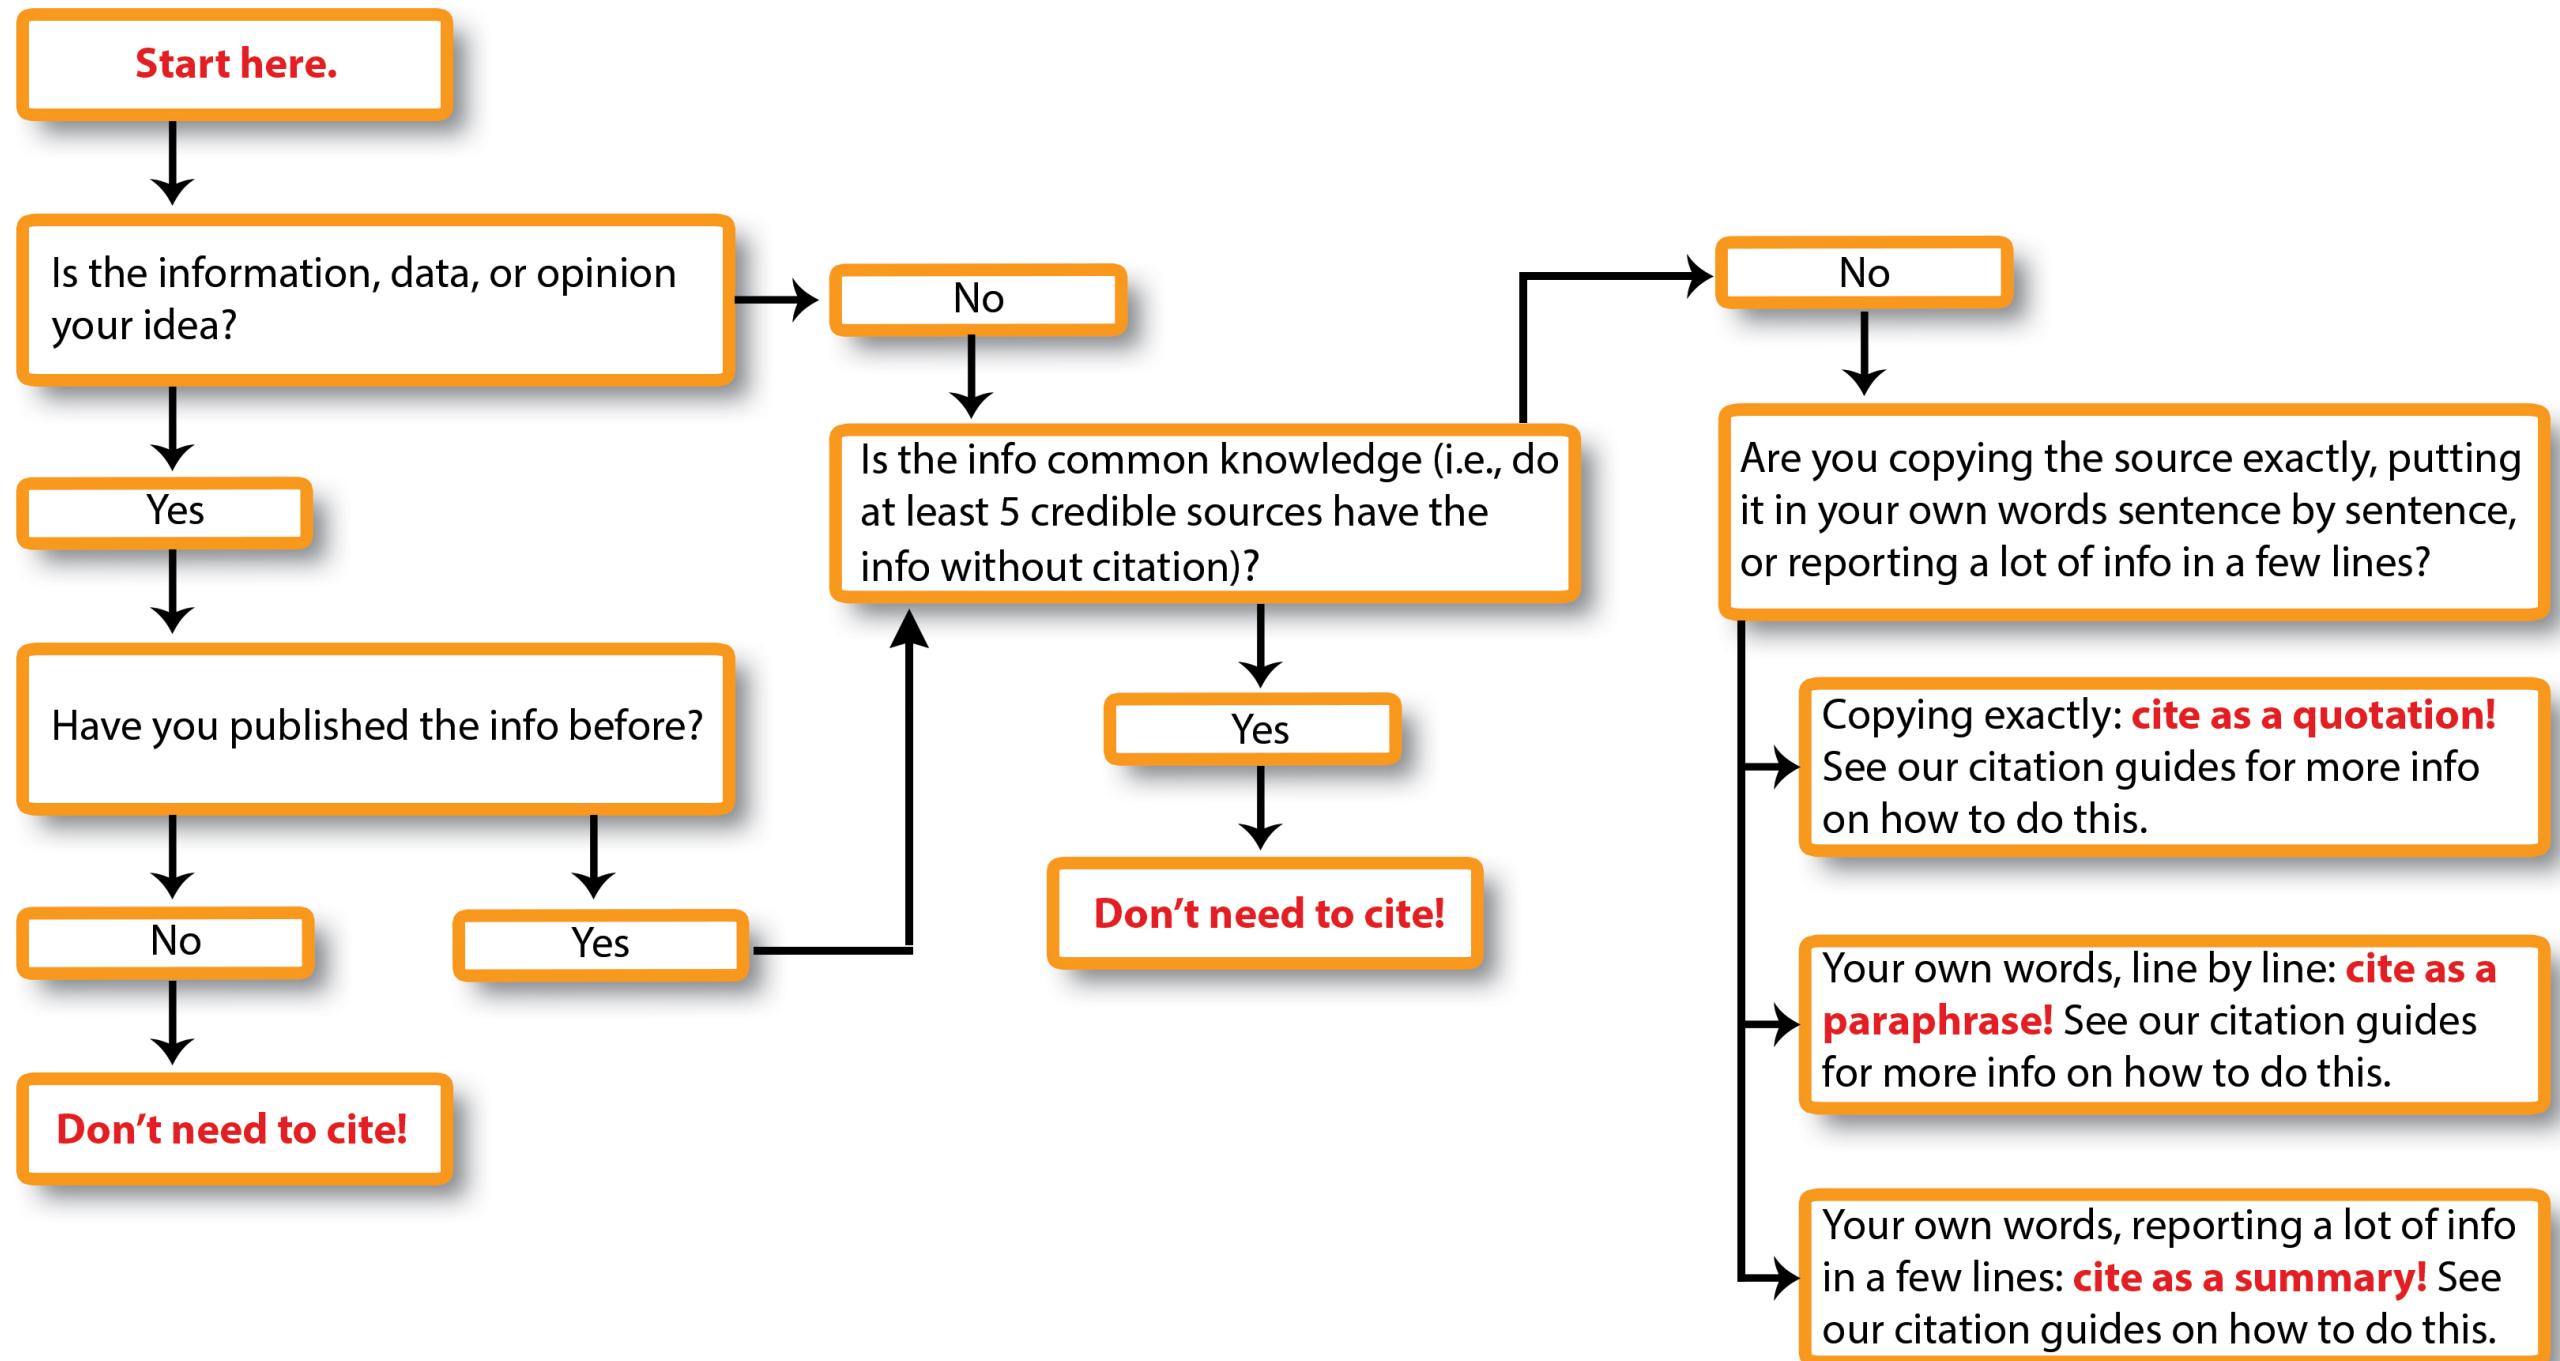 Start here.
Is the information, data, or opinion
your idea?
Yes
Have you published the info before?
No
Don’t need to cite!
Yes
No
Is the info common knowledge (i.e., do
at least 5 credible sources have the
info without citation)?
Yes
Don’t need to cite!
No
Are you copying the source exactly, putting
it in your own words sentence by sentence,
or reporting a lot of info in a few lines?
Copying exactly: cite as a quotation!
See our citation guides for more info
on how to do this.
Your own words, line by line: cite as a
paraphrase! See our citation guides
for more info on how to do this.
Your own words, reporting a lot of info
in a few lines: cite as a summary! See
our citation guides on how to do this.